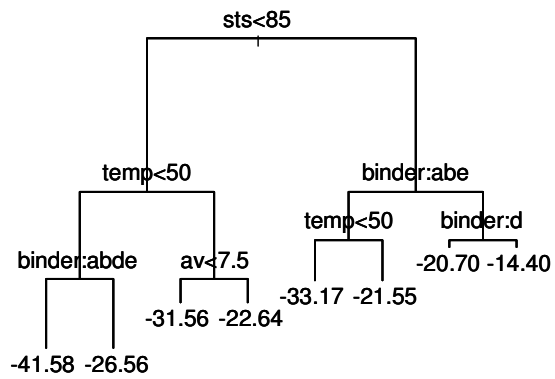 sts<85
temp<50
binder:abe
temp<50
binder:d
binder:abde
av<7.5
-20.70
-14.40
-33.17
-21.55
-31.56
-22.64
-41.58
-26.56